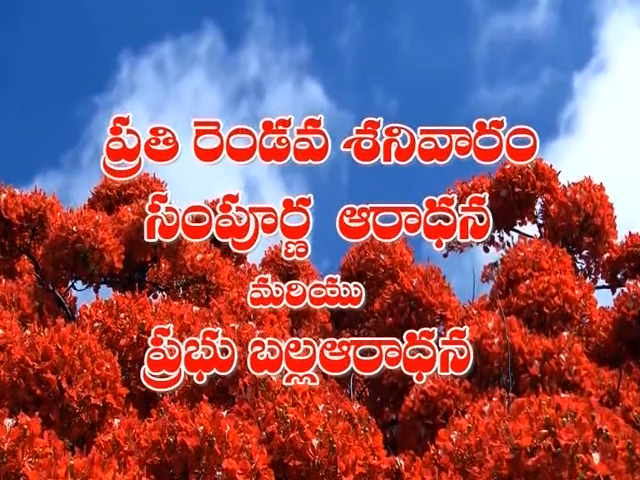 ప్రతి రెండవ శనివారం
సంపూర్ణ ఆరాధన
మరియు
ప్రభు బల్లఆరాధన